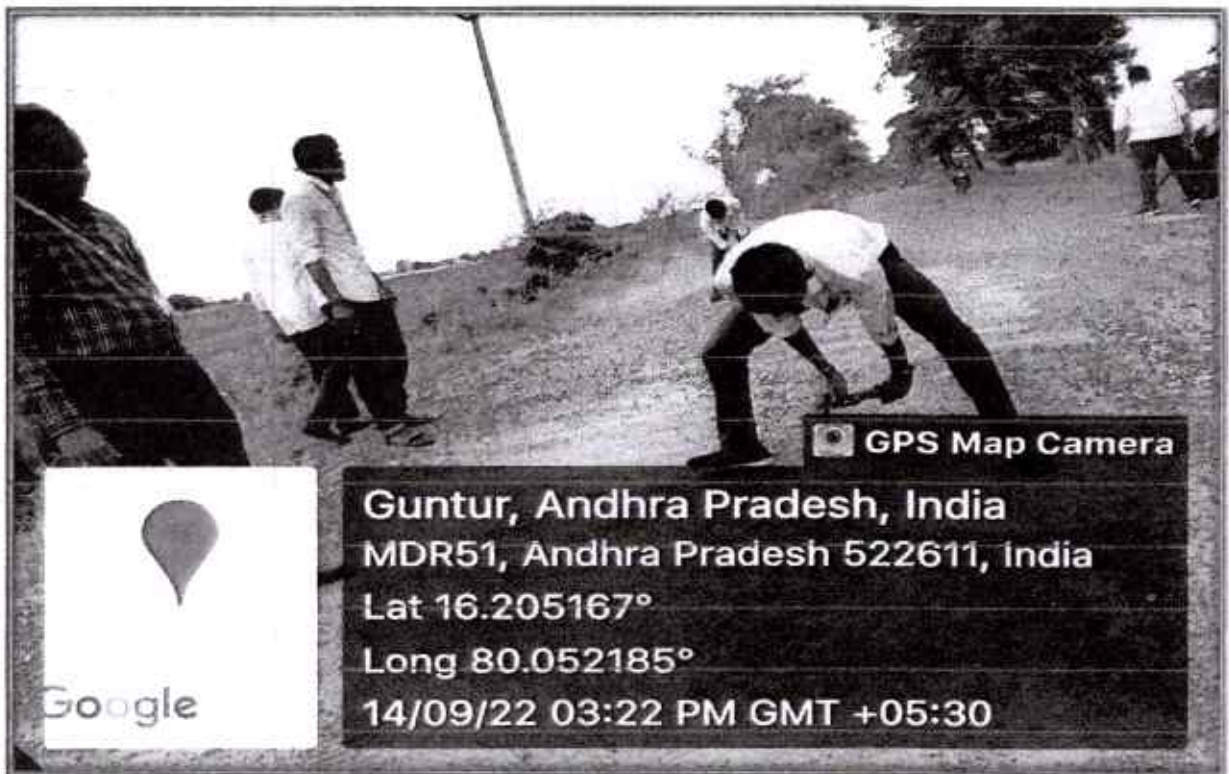 GPS Map Camera
Guntur, Andhra Pradesh, India
MDR51, Andhra Pradesh 522611, India
Lat 16.205167°
Long 80.052185°
14/09/22 03:22 PM GMT +05:30
Google